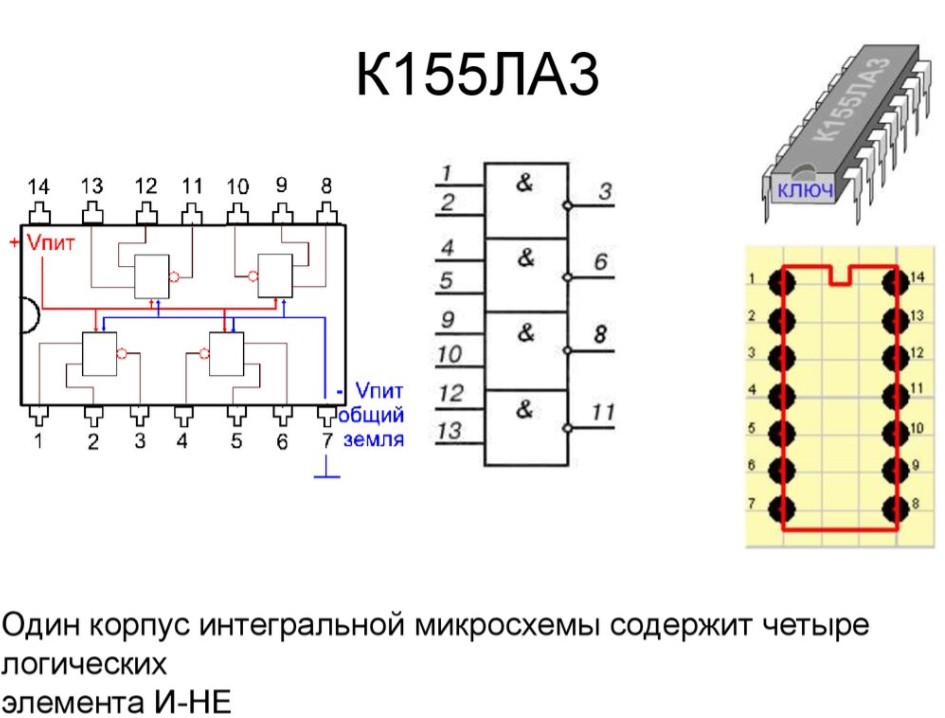 К155ЛА3
К155ЛА3
КЛЮЧ
14 13 12 11 10 9 8
+ Vпит
- Vпит
общий
земля
1 2 3 4 5 6 7
1 & 3
2
4 & 6
5
9 & 8
10
12 & 11
13
1 14
2 13
3 12
4 11
5 10
6 9
7 8
Один корпус интегральной микросхемы содержит четыре
логических
элемента И-НЕ